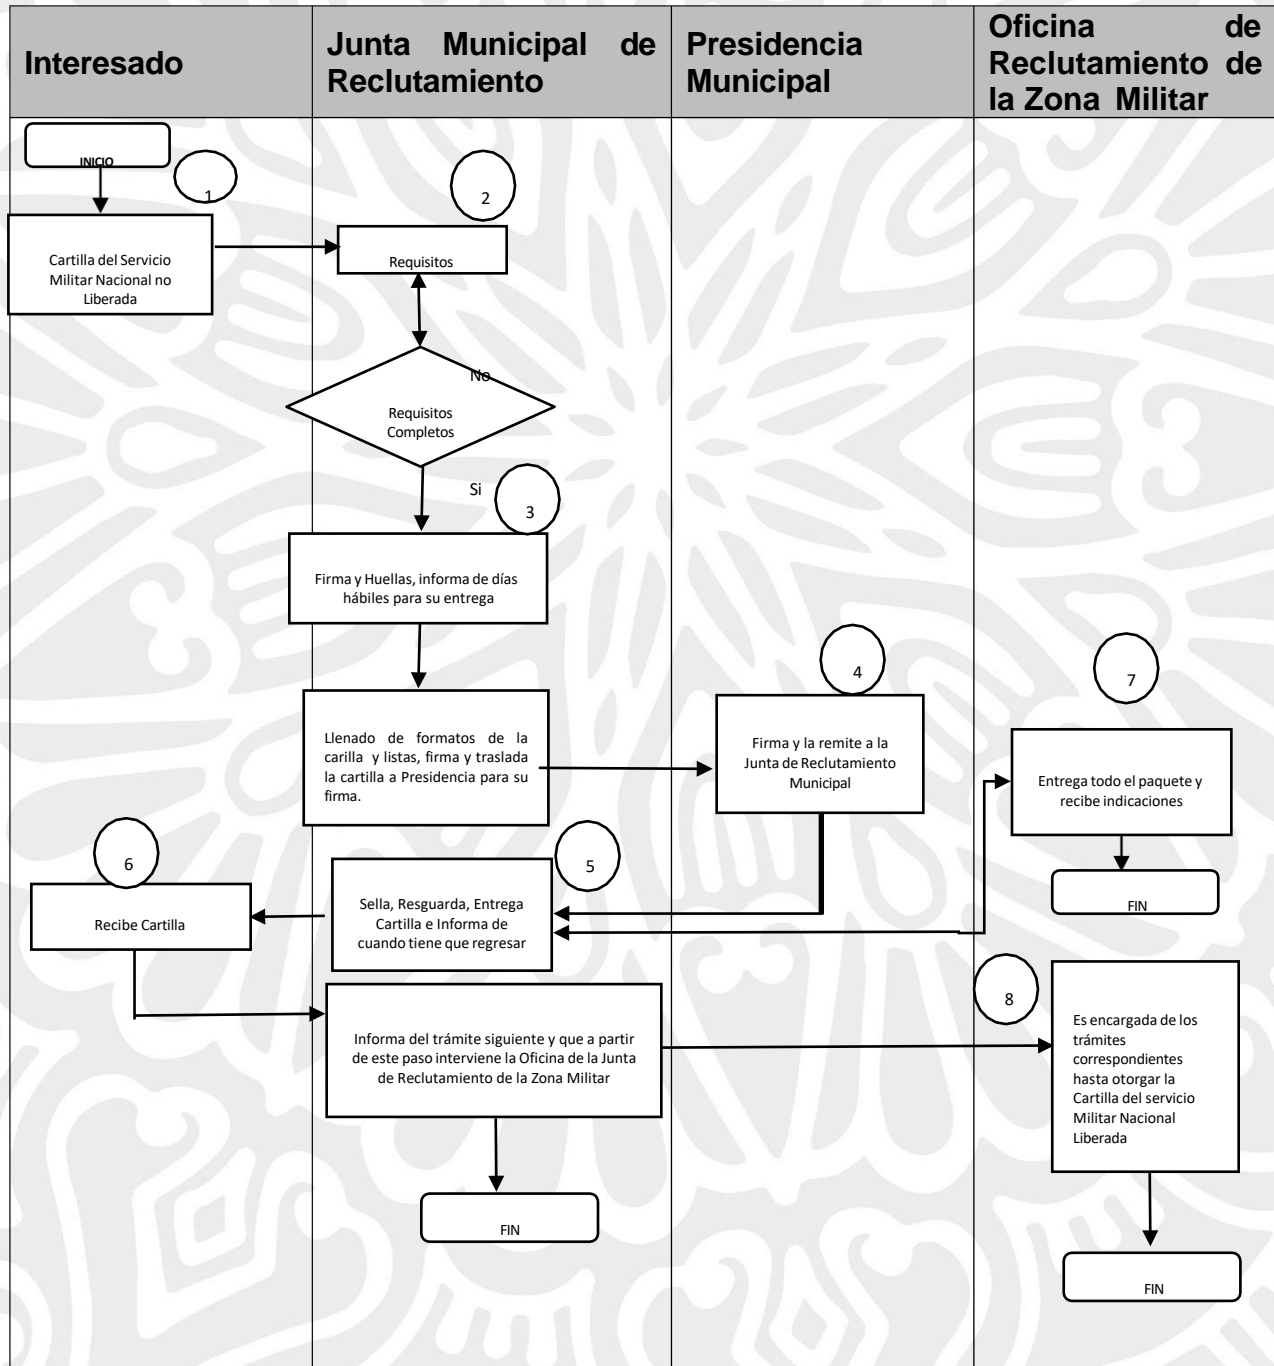 Interesado
Junta Municipal de
Reclutamiento
Presidencia
Municipal
Oficina de
Reclutamiento de
la Zona Militar
INICIO
1
2
Cartilla del Servicio
Militar Nacional no
Liberada
Requisitos
No
Requisitos
Completos
Si
3
Firma y Huellas, informa de días
hábiles para su entrega
4
7
Llenado de formatos de la
carilla y listas, firma y traslada
la cartilla a Presidencia para su
firma.
Firma y la remite a la
Junta de Reclutamiento
Municipal
Entrega todo el paquete y
recibe indicaciones
FIN
6
5
Recibe Cartilla
Sella, Resguarda, Entrega
Cartilla e Informa de
cuando tiene que regresar
8
Informa del trámite siguiente y que a partir
de este paso interviene la Oficina de la Junta
de Reclutamiento de la Zona Militar
Es encargada de los
trámites
correspondientes
hasta otorgar la
Cartilla del servicio
Militar Nacional
Liberada
FIN
FIN